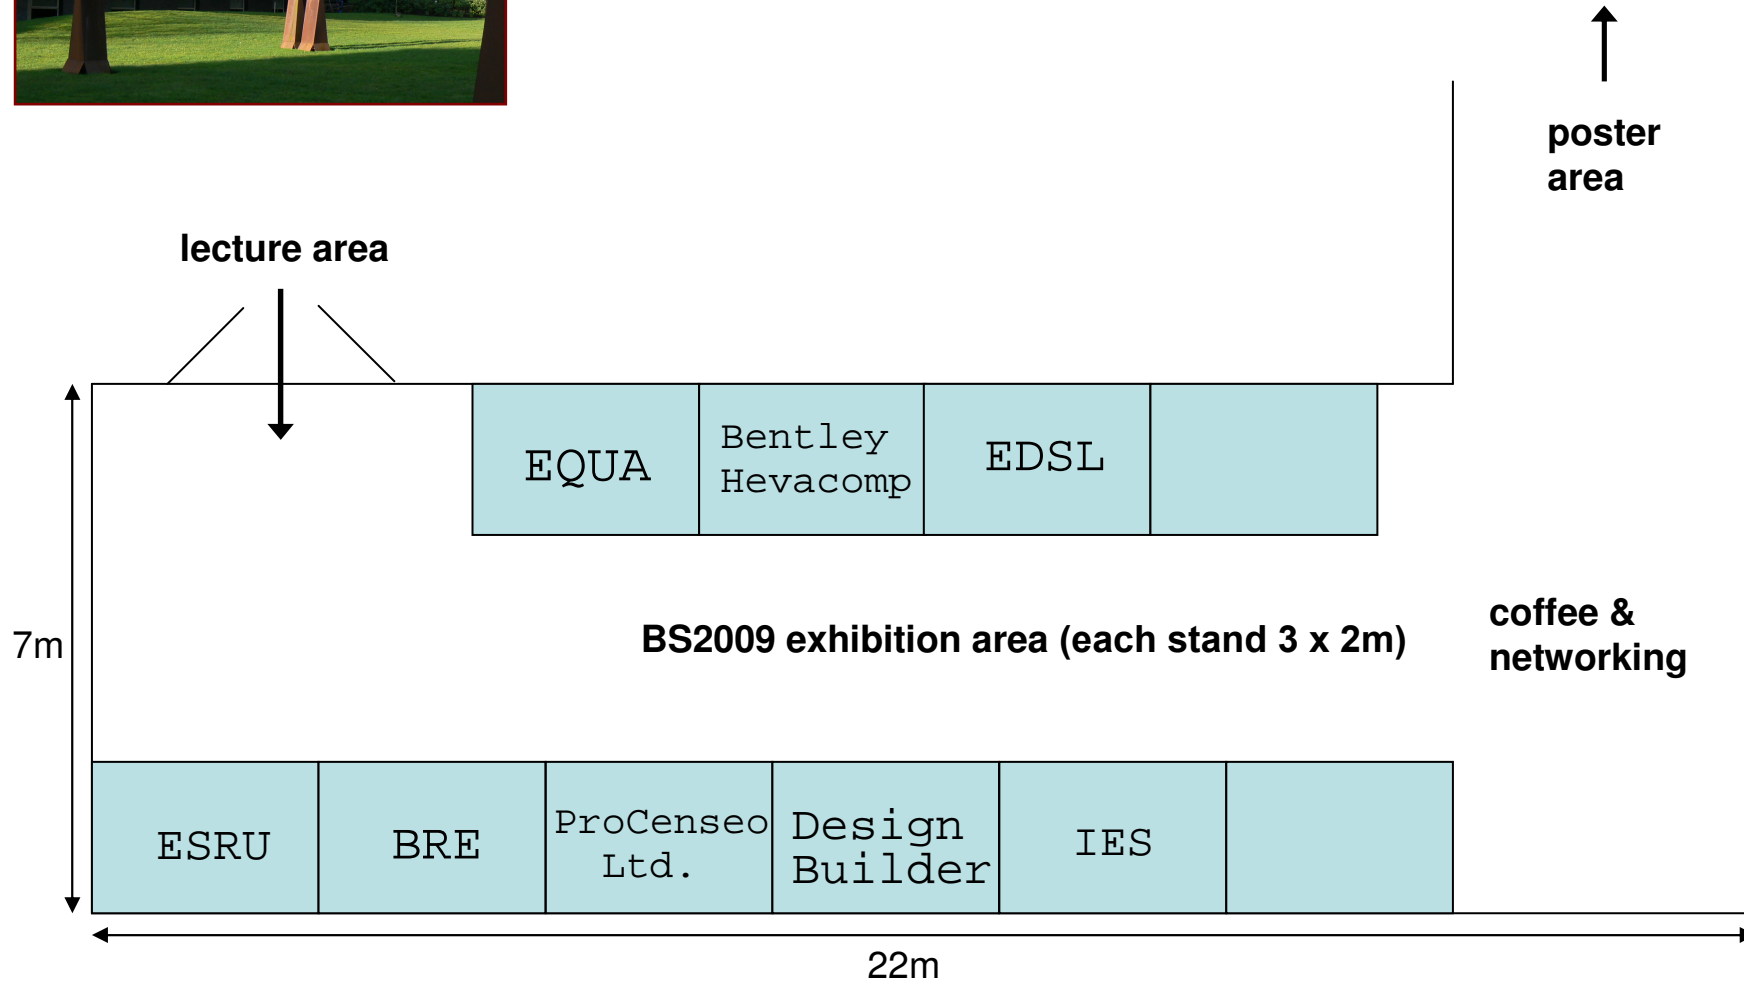 poster
area
lecture area
EQUA
Bentley
Hevacomp
EDSL
7m
BS2009 exhibition area (each stand 3 x 2m)
coffee &
networking
ESRU
BRE
ProCenseo
Ltd.
Design
Builder
IES
22m